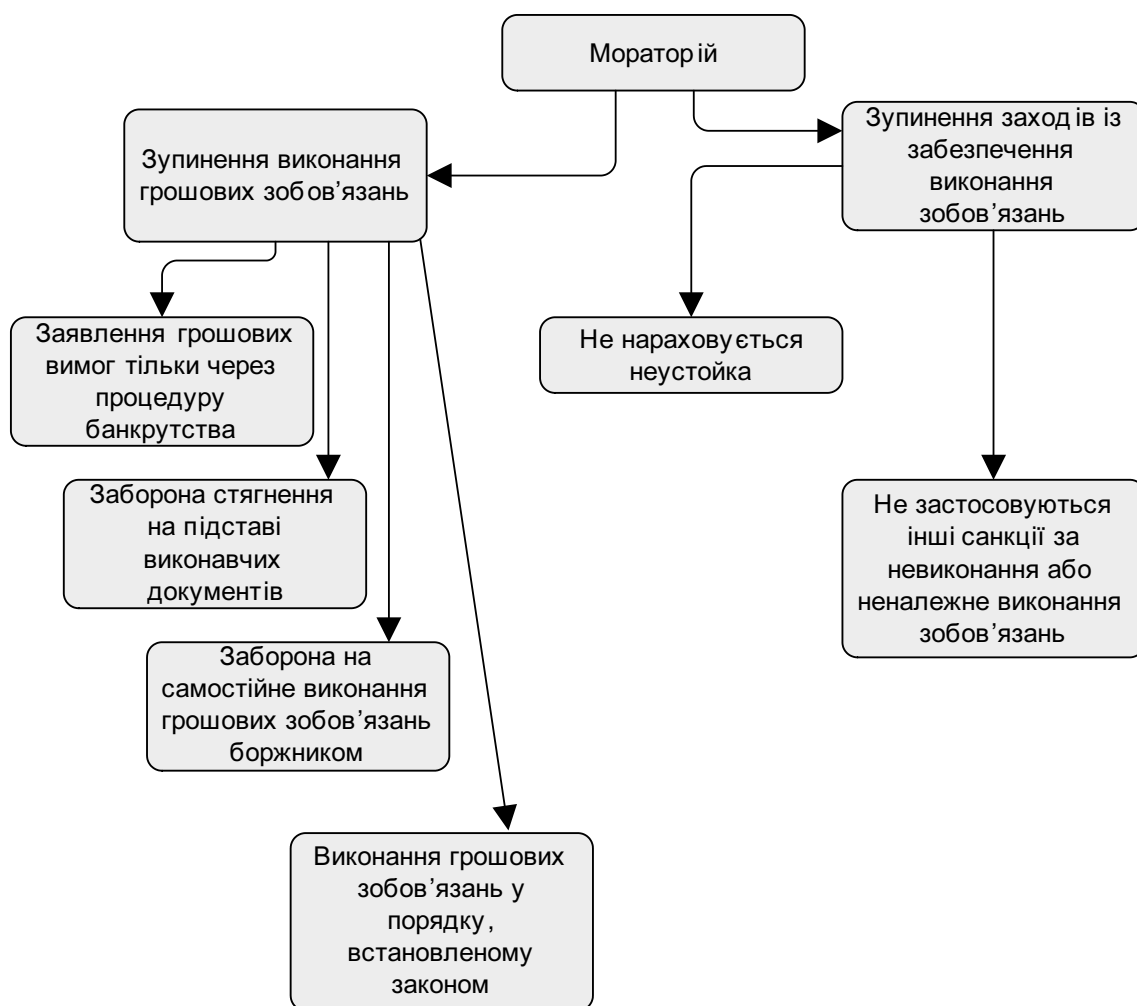 Мораторій
Зупинення виконання
грошових зобов’язань
Зупинення заходів із
забезпечення
виконання
зобов’язань
Заявлення грошових
вимог тільки через
процедуру
банкрутства
Не нараховується
неустойка
Заборона стягнення
на підставі
виконавчих
документів
Не застосовуються
інші санкції за
невиконання або
неналежне виконання
зобов’язань
Заборона на
самостійне виконання
грошових зобов’язань
боржником
Виконання грошових
зобов’язань у
порядку,
встановленому
законом